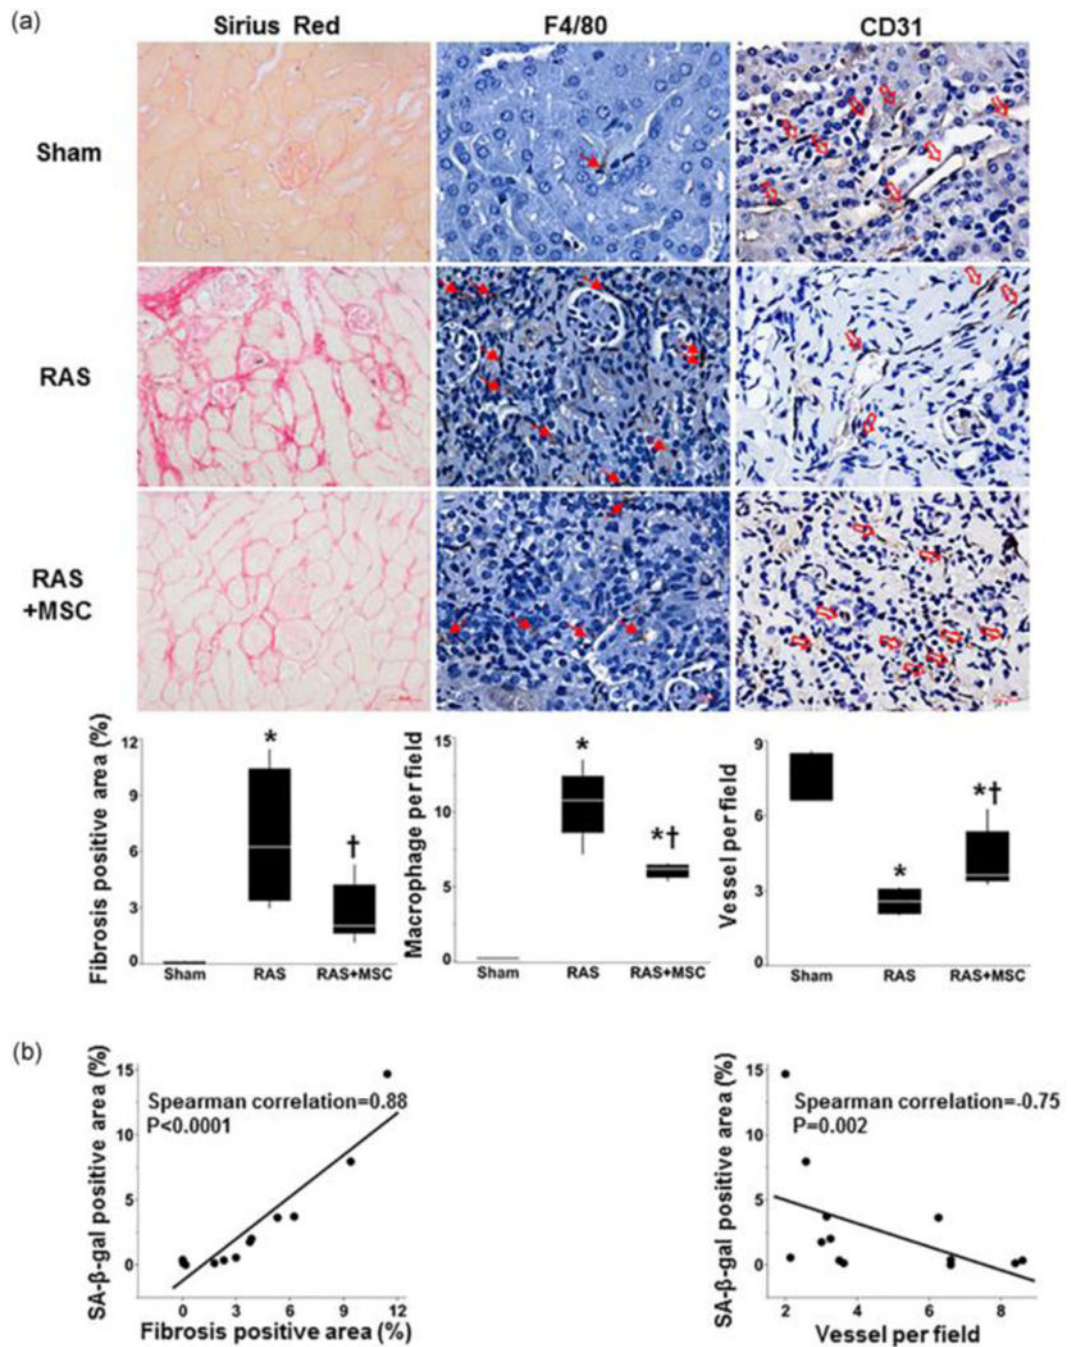 (a)
Sirius Red F4/80 CD31
Sham
RAS
RAS
+MSC
Fibrosis positive area (%)
12
9
6
3
0
*
†
Sham RAS RAS+MSC
Macrophage per field
15
10
5
0
*
*†
Sham RAS RAS+MSC
Vessel per field
9
6
3
0
*
*†
Sham RAS RAS+MSC
(b)
SA-β-gal positive area (%)
15
10
5
0
Spearman correlation=0.88
P<0.0001
0 3 6 9 12
Fibrosis positive area (%)
SA-β-gal positive area (%)
15
10
5
0
Spearman correlation=-0.75
P=0.002
2 4 6 8
Vessel per field